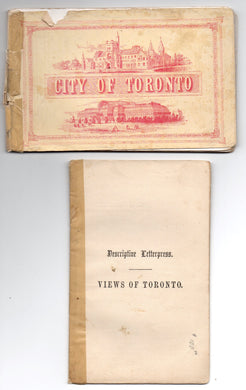 CITY OF TORONTO
Descriptive Letterpress.
VIEWS OF TORONTO.